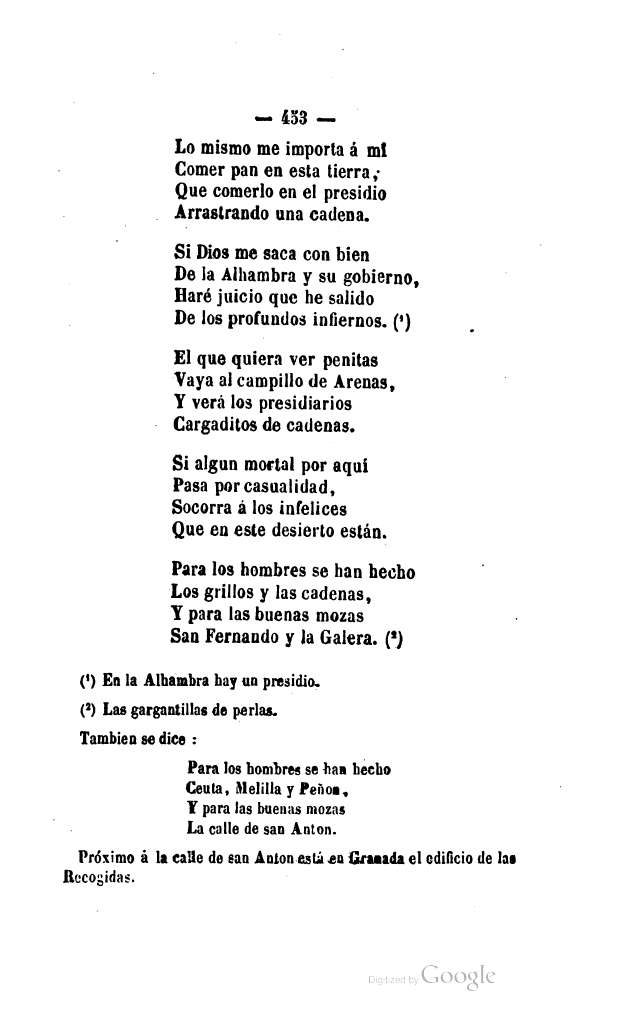 — 453 —
Lo mismo me importa á mí
Comer pan en esta tierra,
Que comerlo en el presidio
Arrastrando una cadena.
Si Dios me saca con bien
De la Alhambra y su gobierno,
Haré juicio que he salido
De los profundos infiernos. (¹)
El que quiera ver penitas
Vaya al campillo de Arenas,
Y verá los presidiarios
Cargaditos de cadenas.
Si algun mortal por aquí
Pasa por casualidad,
Socorra á los infelices
Que en este desierto están.
Para los hombres se han hecho
Los grillos y las cadenas,
Y para las buenas mozas
San Fernando y la Galera. (²)
(¹) En la Alhambra hay un presidio.
(²) Las gargantillas de perlas.
Tambien se dice :
Para los hombres se han hecho
Ceuta, Melilla y Peñon,
Y para las buenas mozas
La calle de san Anton.
Próximo á la calle de san Anton está en Granada el edificio de las
Recogidas.
Digitized by Google